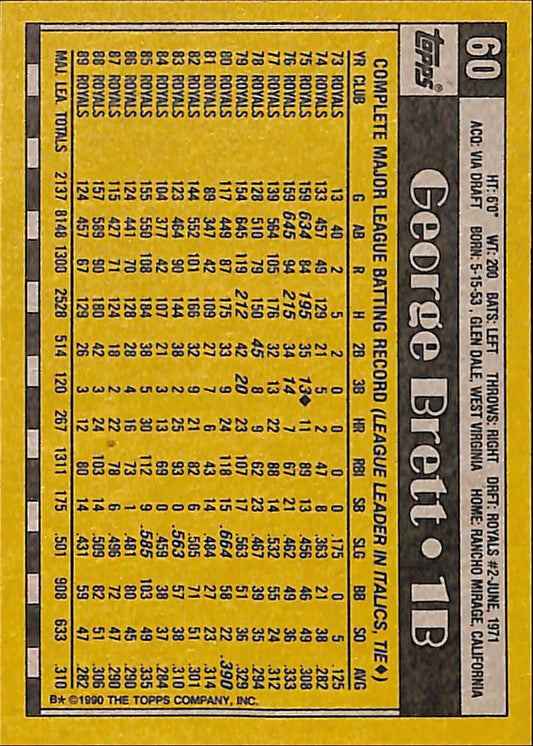 60
HT: 6'0" WT: 200 BATS: LEFT THROWS: RIGHT DRFT: ROYALS #2-JUNE, 1971
ACQ: VIA DRAFT BORN: 5-15-53, GLEN DALE, WEST VIRGINIA HOME: RANCHO MIRAGE, CALIFORNIA
Topps® George Brett • 1B
COMPLETE MAJOR LEAGUE BATTING RECORD (LEAGUE LEADER IN ITALICS, TIE♦)
YR CLUB G AB R H 2B 3B HR RBI SB SLG BB SO AVG
73 ROYALS 13 40 2 5 2 0 0 0 0 .175 0 5 .125
74 ROYALS 133 457 49 129 21 5 2 47 8 .363 21 38 .282
75 ROYALS 159 634 84 195 35 13♦ 11 89 13 .456 46 49 .308
76 ROYALS 159 645 94 215 34 14 7 67 21 .462 49 36 .333
77 ROYALS 139 564 105 176 32 13 22 88 14 .532 55 24 .312
78 ROYALS 128 510 79 150 45 8 9 62 23 .467 39 35 .294
79 ROYALS 154 645 119 212 42 20 23 107 17 .563 51 36 .329
80 ROYALS 117 449 87 175 33 9 24 118 15 .664 58 22 .390
81 ROYALS 89 347 42 109 27 7 6 43 14 .484 27 23 .314
82 ROYALS 144 552 101 166 32 9 21 82 6 .505 71 51 .301
83 ROYALS 123 464 90 144 38 2 25 93 0 .563 57 38 .310
84 ROYALS 104 377 42 107 21 3 13 69 0 .459 38 37 .284
85 ROYALS 155 550 108 184 38 5 30 112 9 .585 103 49 .335
86 ROYALS 124 441 70 128 28 4 16 73 1 .481 80 45 .290
87 ROYALS 115 427 71 124 18 2 22 78 6 .496 72 47 .290
88 ROYALS 157 589 90 180 42 3 24 103 14 .509 82 51 .306
89 ROYALS 124 457 67 129 26 3 12 80 14 .431 59 47 .282
MAJ. LEA. TOTALS 2137 8148 1300 2528 514 120 267 1311 175 .501 908 633 .310
B* ©1990 THE TOPPS COMPANY, INC.